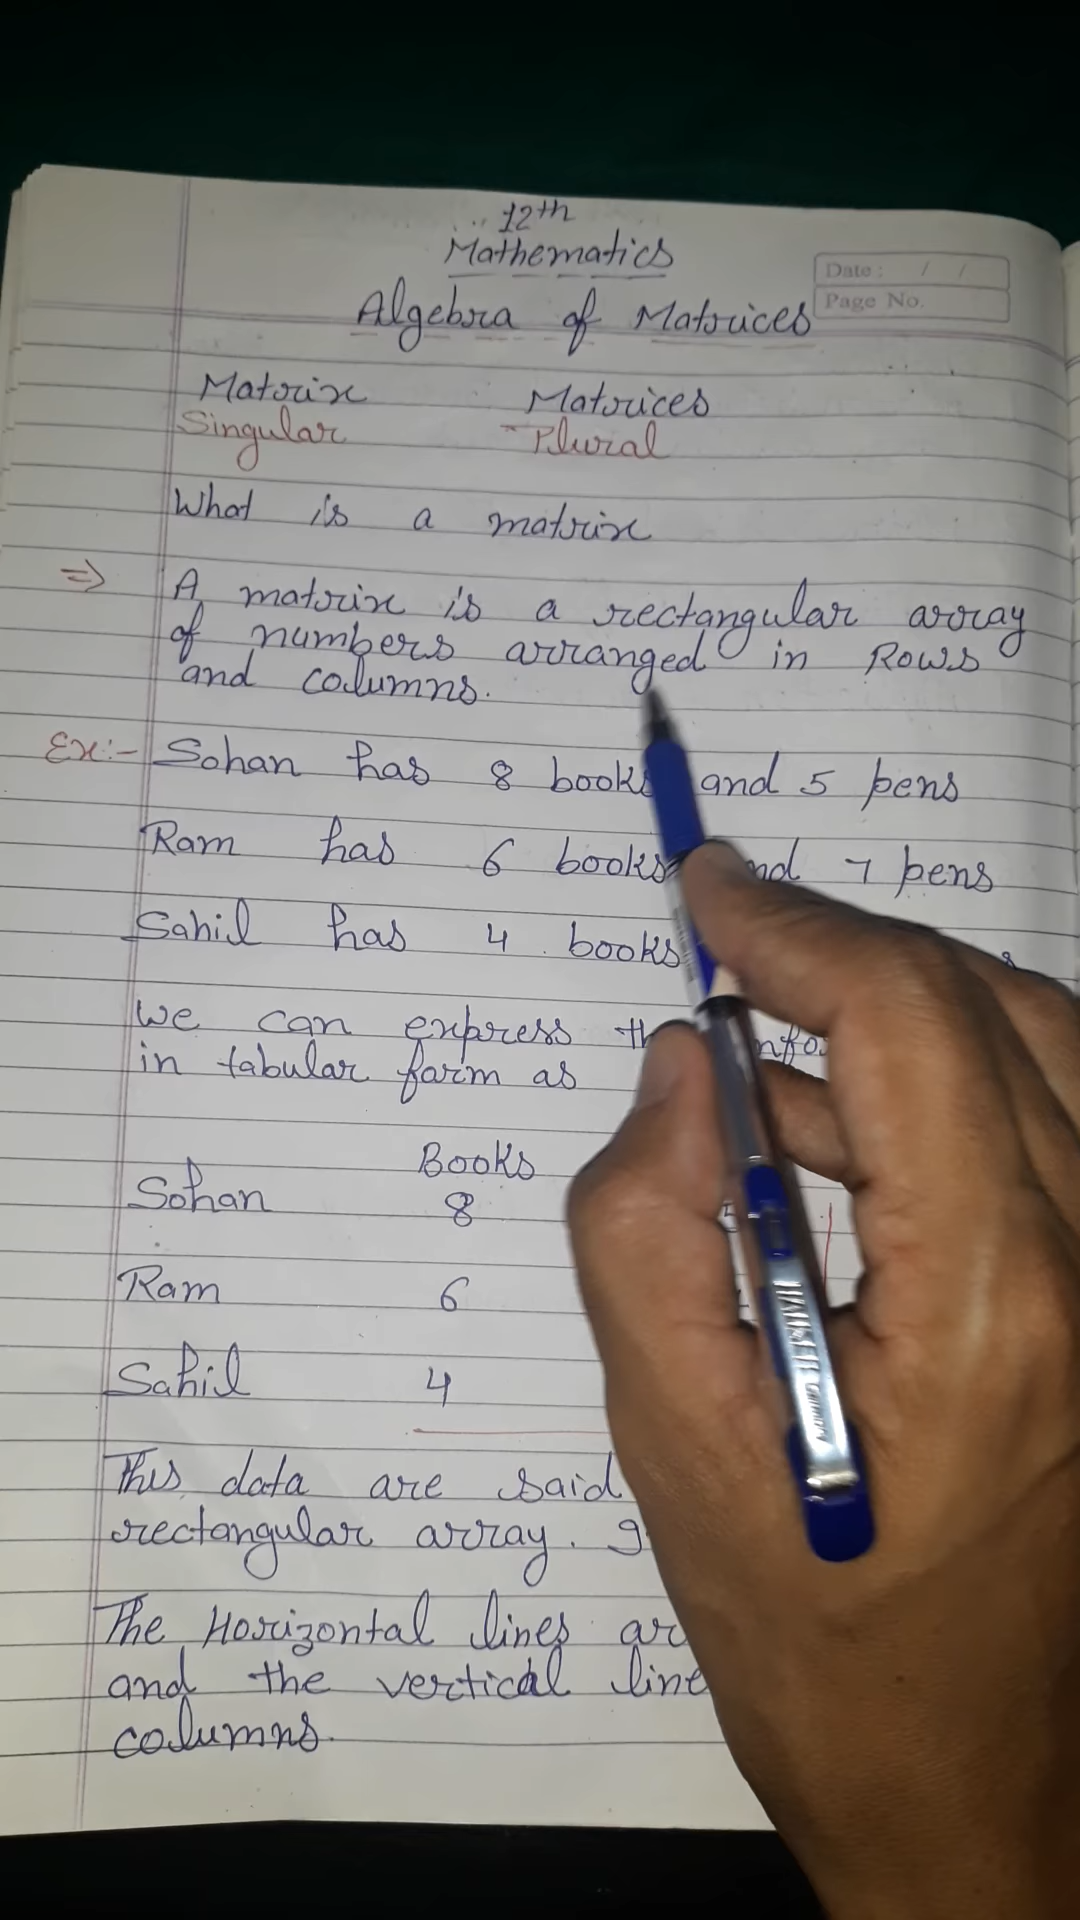 12th
Mathematics
Date: / /
Page No.
Algebra of Matrices
Matrix Matrices
Singular Plural
What is a matrix
⇒ A matrix is a rectangular array
of numbers arranged in Rows
and columns.
Ex:- Sohan has 8 books and 5 pens
Ram has 6 books 7 pens
Sahil has 4 books
We can express
in tabular form as
Books
Sohan 8 5
Ram 6
Sahil 4
This data are said
rectangular array.
The Horizontal lines
and the vertical
columns.